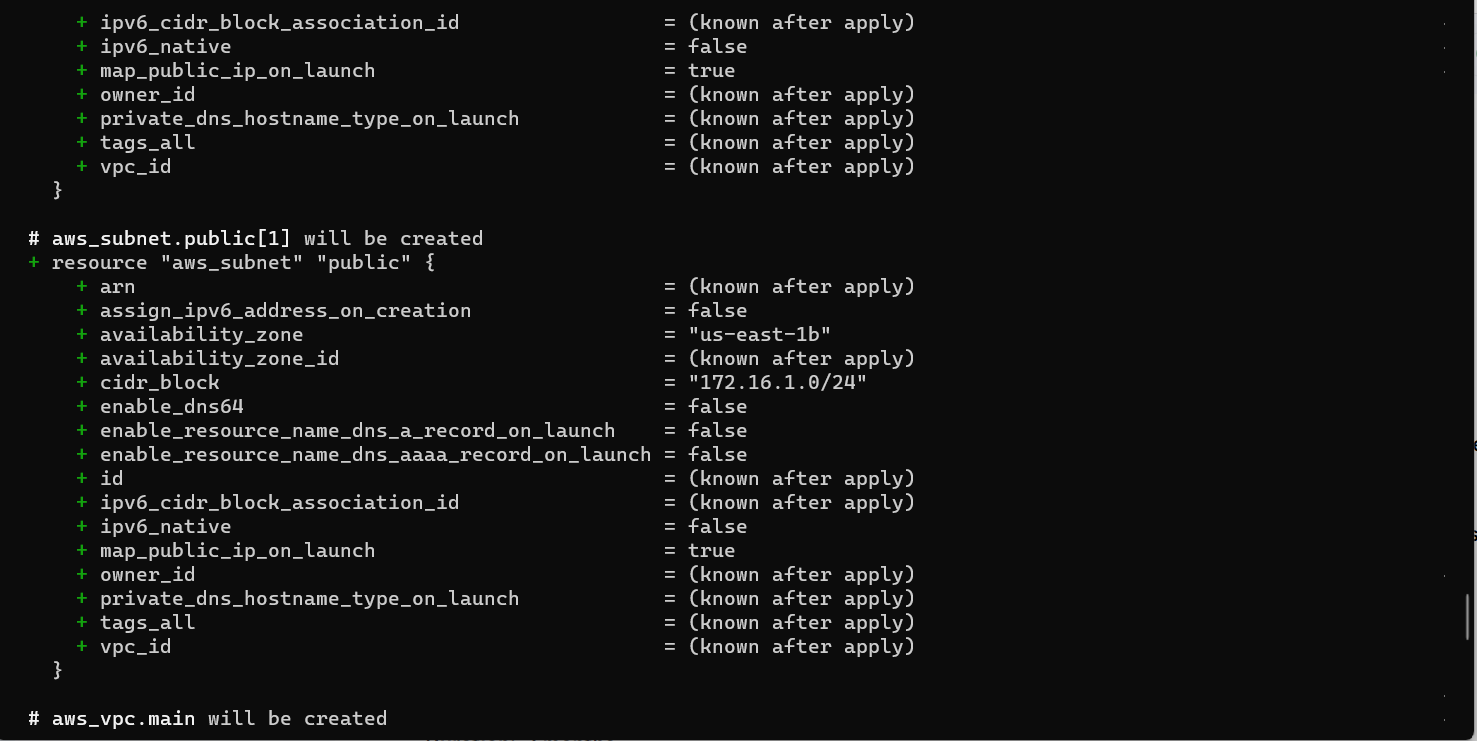 + ipv6_cidr_block_association_id = (known after apply)
+ ipv6_native = false
+ map_public_ip_on_launch = true
+ owner_id = (known after apply)
+ private_dns_hostname_type_on_launch = (known after apply)
+ tags_all = (known after apply)
+ vpc_id = (known after apply)
}
# aws_subnet.public[1] will be created
+ resource "aws_subnet" "public" {
+ arn = (known after apply)
+ assign_ipv6_address_on_creation = false
+ availability_zone = "us-east-1b"
+ availability_zone_id = (known after apply)
+ cidr_block = "172.16.1.0/24"
+ enable_dns64 = false
+ enable_resource_name_dns_a_record_on_launch = false
+ enable_resource_name_dns_aaaa_record_on_launch = false
+ id = (known after apply)
+ ipv6_cidr_block_association_id = (known after apply)
+ ipv6_native = false
+ map_public_ip_on_launch = true
+ owner_id = (known after apply)
+ private_dns_hostname_type_on_launch = (known after apply)
+ tags_all = (known after apply)
+ vpc_id = (known after apply)
}
# aws_vpc.main will be created